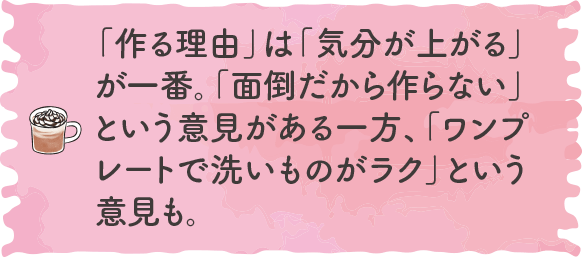 「作る理由」は「気分が上がる」
が一番。「面倒だから作らない」
という意見がある一方、「ワンプ
レートで洗いものがラク」という
意見も。